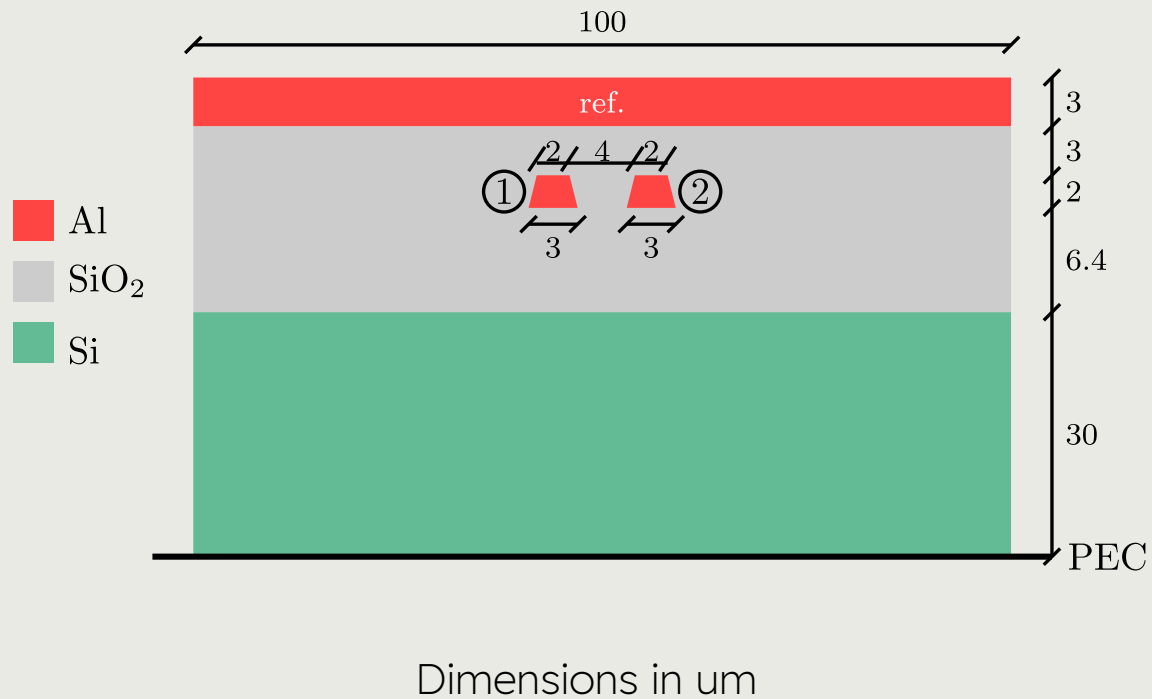 100
ref.
3
3
2 4 2
1
2
2
3 3
6.4
Al
SiO₂
Si
30
PEC
Dimensions in um